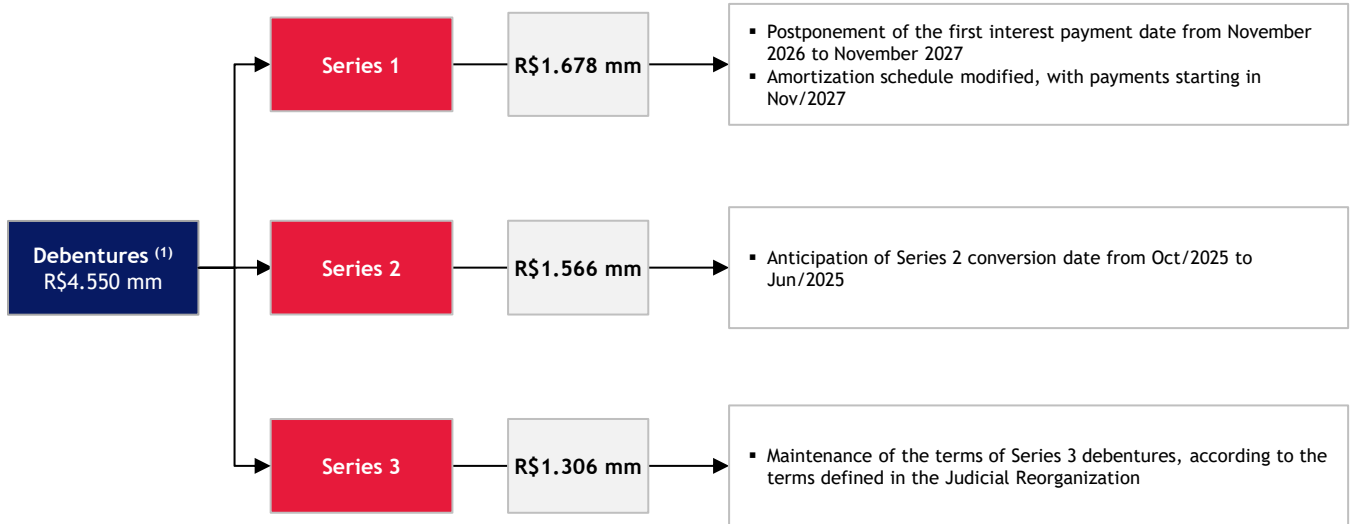 Debentures (1)
R$4.550 mm
Series 1
R$1.678 mm
▪ Postponement of the first interest payment date from November
2026 to November 2027
▪ Amortization schedule modified, with payments starting in
Nov/2027
Series 2
R$1.566 mm
▪ Anticipation of Series 2 conversion date from Oct/2025 to
Jun/2025
Series 3
R$1.306 mm
▪ Maintenance of the terms of Series 3 debentures, according to the
terms defined in the Judicial Reorganization